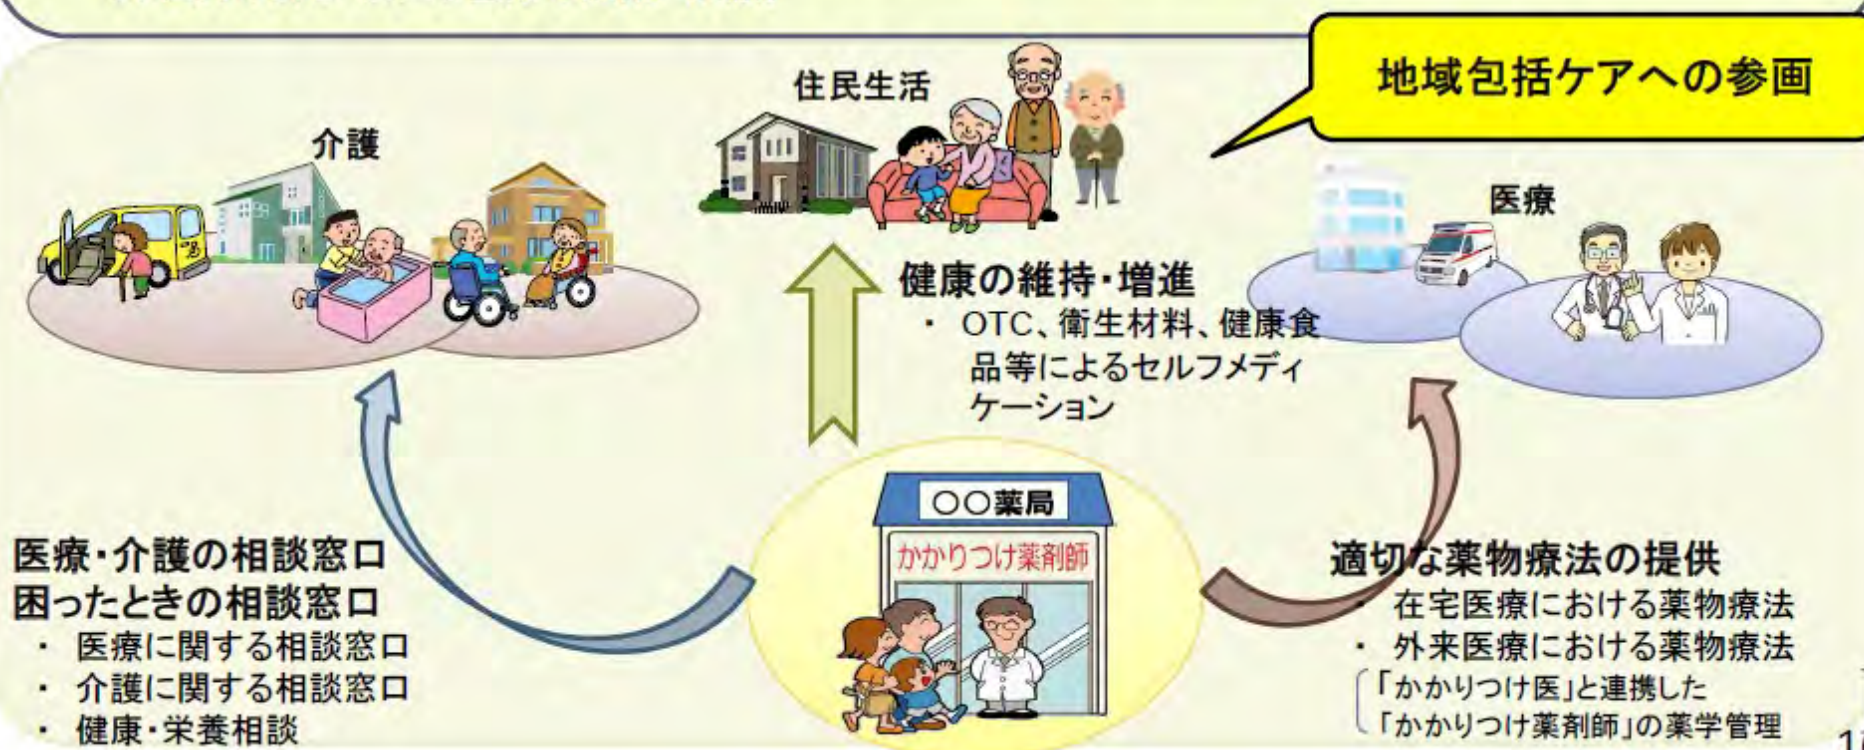 地域包括ケアへの参画
住民生活
介護
医療
健康の維持・増進
・ OTC、衛生材料、健康食
品等によるセルフメディ
ケーション
〇〇薬局
かかりつけ薬剤師
医療・介護の相談窓口
困ったときの相談窓口
・ 医療に関する相談窓口
・ 介護に関する相談窓口
・ 健康・栄養相談
適切な薬物療法の提供
・ 在宅医療における薬物療法
・ 外来医療における薬物療法
「かかりつけ医」と連携した
「かかりつけ薬剤師」の薬学管理